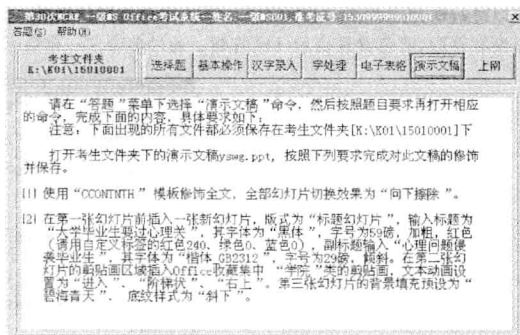 第30次NCRE 一级MS Office考试系统
答题(S) 帮助(H)
考生文件夹
K:\K01\15010001
选择题 基本操作 汉字录入 字处理 电子表格 演示文稿 上网
请在“答题”菜单下选择“演示文稿”命令，然后按照题目要求再打开相应
的命令，完成下面的内容，具体要求如下：
注意：下面出现的所有文件都必须保存在考生文件夹[K:\K01\15010001]下
打开考生文件夹下的演示文稿yswg.ppt，按照下列要求完成对此文稿的修饰
并保存。
[1] 使用“CCONTNTH”模板修饰全文，全部幻灯片切换效果为“向下擦除”。
[2] 在第一张幻灯片前插入一张新幻灯片，版式为“标题幻灯片”，输入标题为
“大学毕业生要过心理关”，其字体为“黑体”，字号为59磅，加粗，红色
（请用自定义标签的红色240、绿色0、蓝色0），副标题输入“心理问题侵
袭毕业生”，其字体为“楷体_GB2312”，字号为29磅，倾斜。在第二张幻
灯片的剪贴画区域插入Office收藏集中“学院”类的剪贴画，文本动画设
置为“进入”、“阶梯状”、“右上”。第三张幻灯片的背景填充预设为“
碧海青天”、底纹样式为“斜下”。